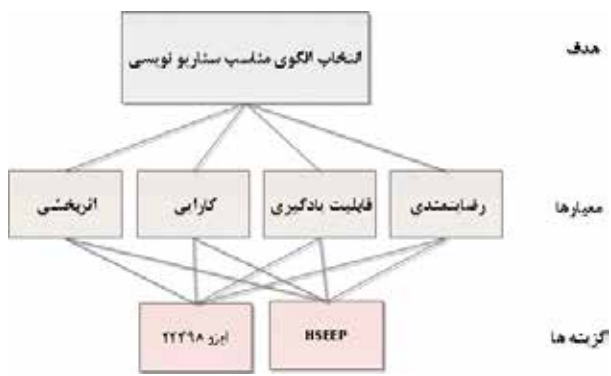 هدف
انتخاب الگوی مناسب سناریو نویسی
معیارها
رضایتمندی
قابلیت یادگیری
کارایی
اثربخشی
گزینه ها
HSEEP
ایزو ۲۲۳۹۸